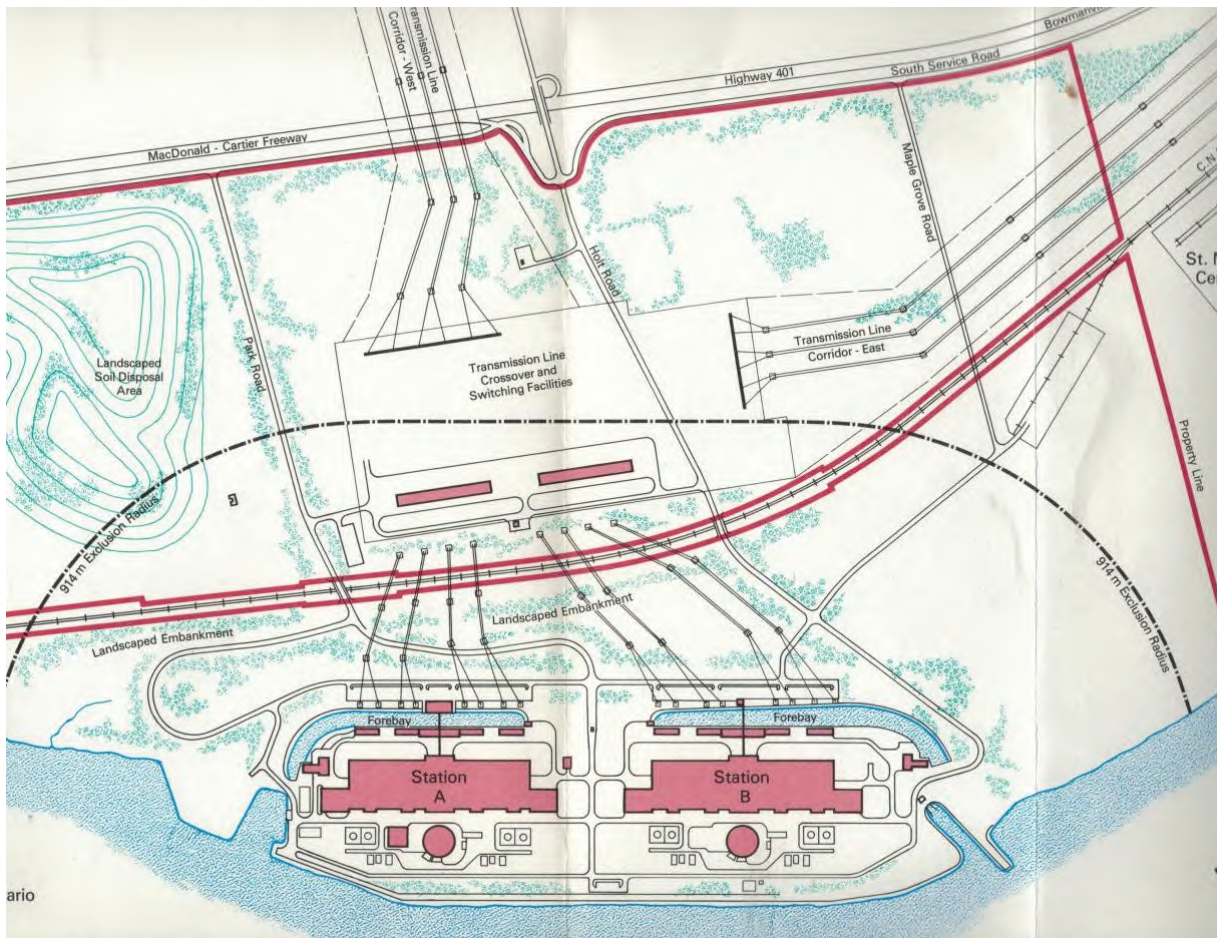 Transmission Line
Corridor - West
Highway 401
South Service Road
MacDonald - Cartier Freeway
Maple Grove Road
C.N.
St.
Holt Road
Park Road
Landscaped
Soil Disposal
Area
Transmission Line
Crossover and
Switching Facilities
Transmission Line
Corridor - East
Property Line
914 m Exclusion Radius
914 m Exclusion Radius
Landscaped Embankment
Landscaped Embankment
Forebay
Forebay
Station
A
Station
B
ario